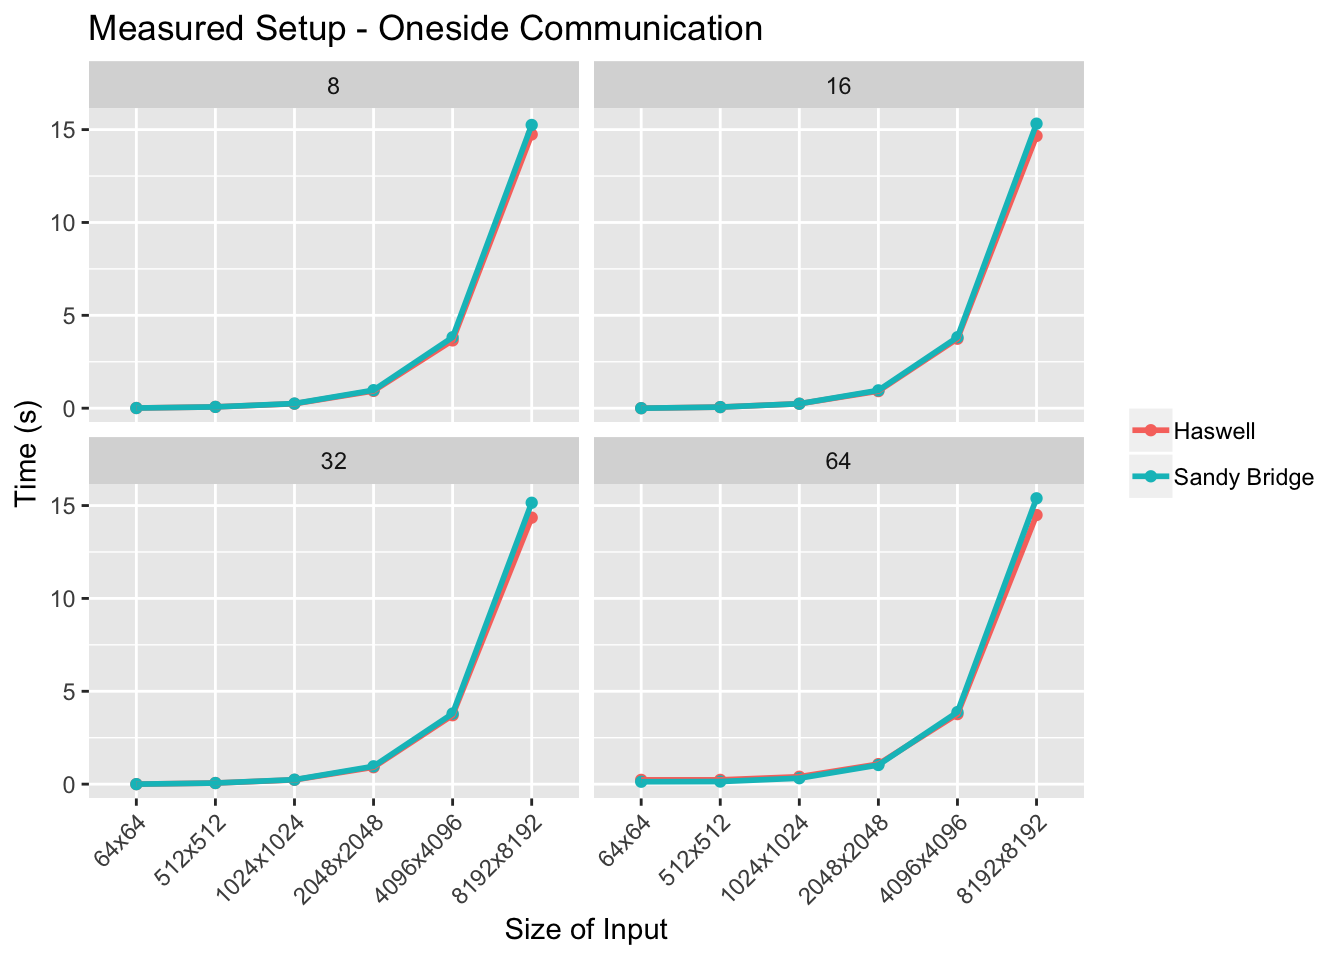 Measured Setup - Oneside Communication
8
16
15
10
5
0
32
64
15
10
5
0
Time (s)
64x64
512x512
1024x1024
2048x2048
4096x4096
8192x8192
64x64
512x512
1024x1024
2048x2048
4096x4096
8192x8192
Size of Input
Haswell
Sandy Bridge